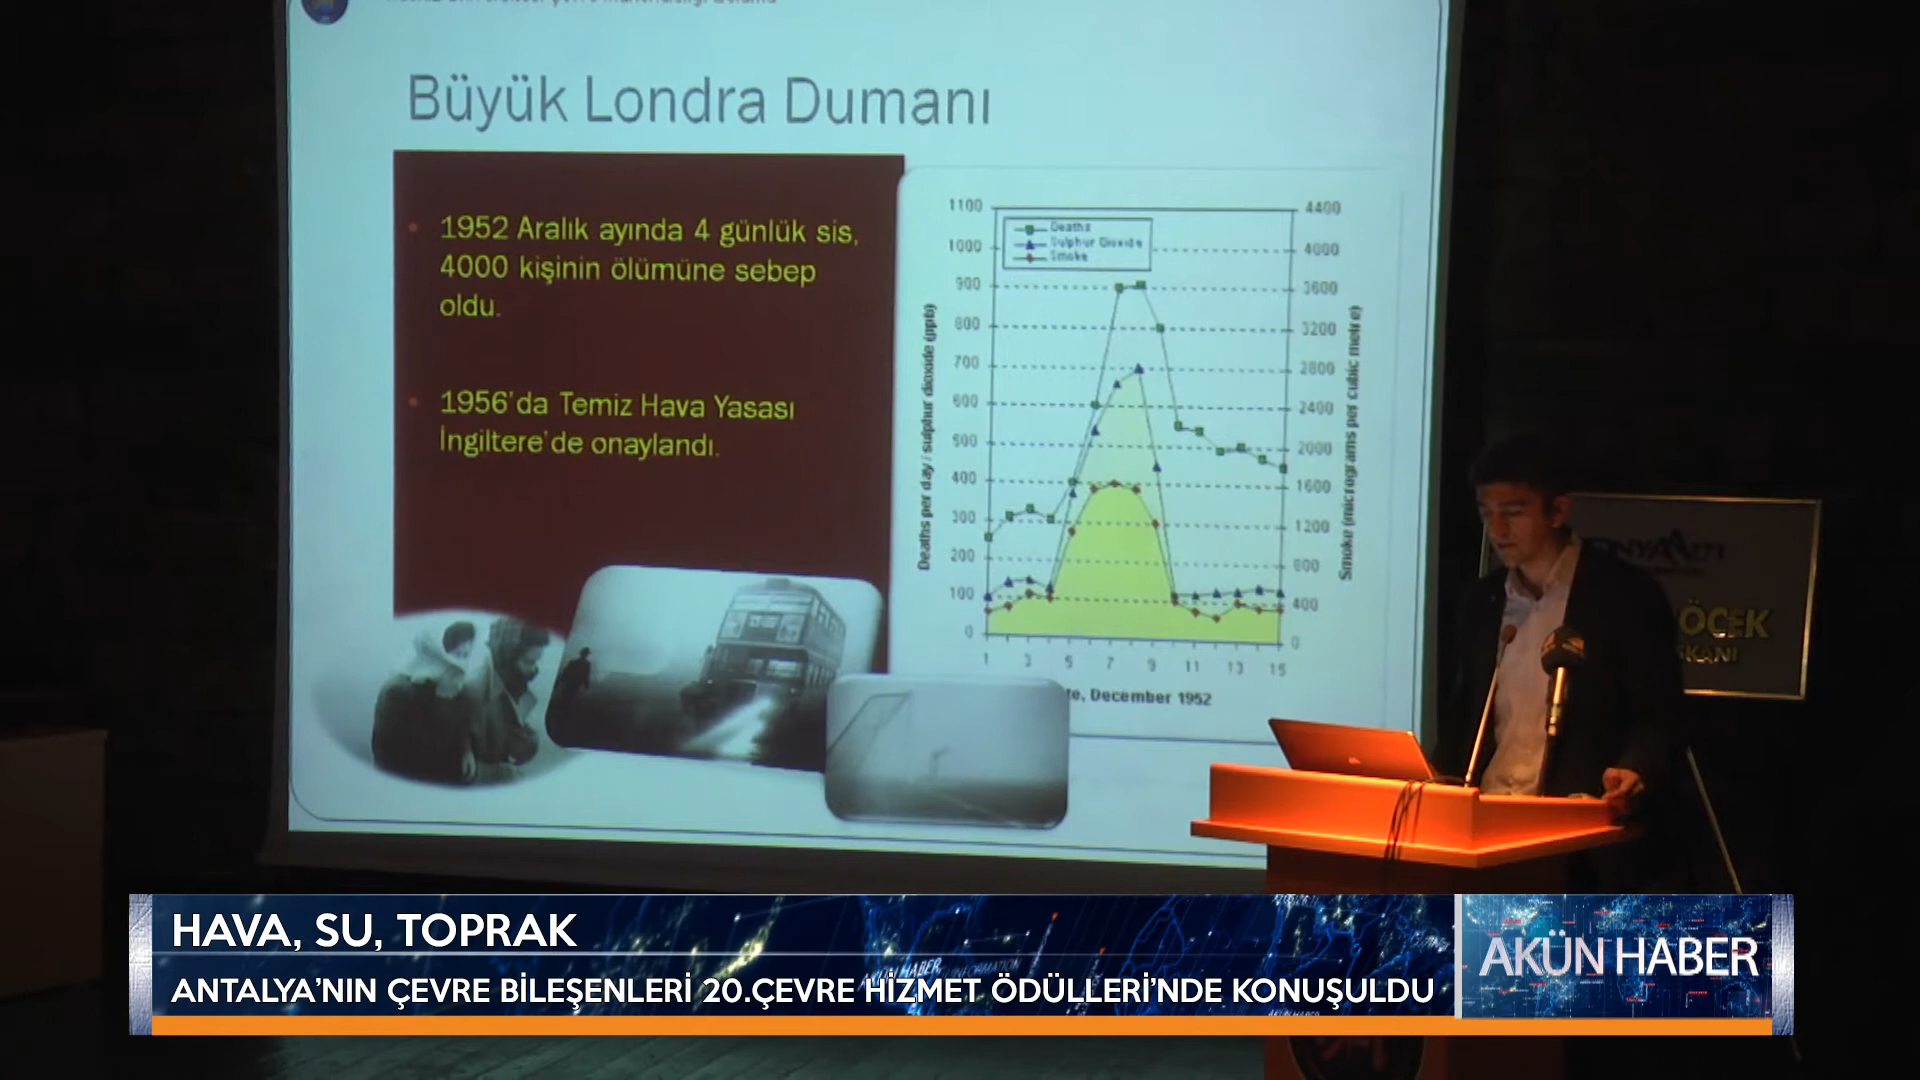 Büyük Londra Dumanı
1952 Aralık ayında 4 günlük sis,
4000 kişinin ölümüne sebep
oldu.
1956'da Temiz Hava Yasası
İngiltere'de onaylandı.
Deaths
Sulphur Dioxide
Smoke
1100
1000
900
800
700
600
500
400
300
200
100
0
4400
4000
3600
3200
2800
2400
2000
1600
1200
800
400
0
Deaths per day / sulphur dioxide (ppb)
Smoke (micrograms per cubic metre)
1 3 5 7 9 11 13 15
December 1952
ÖCEK
HAVA, SU, TOPRAK
ANTALYA'NIN ÇEVRE BİLEŞENLERİ 20.ÇEVRE HİZMET ÖDÜLLERİ'NDE KONUŞULDU
AKÜN HABER